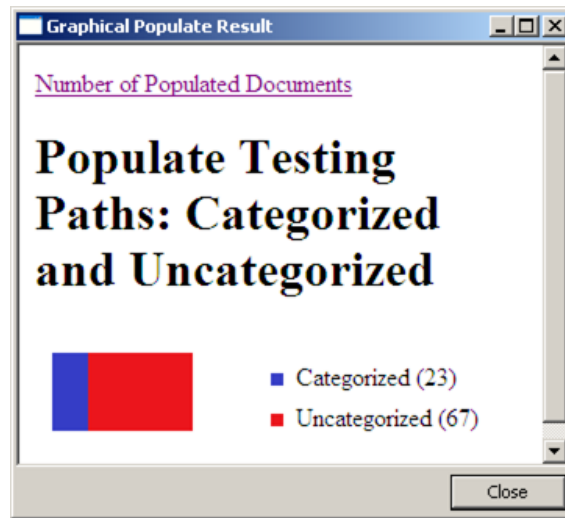 Graphical Populate Result
Number of Populated Documents
Populate Testing
Paths: Categorized
and Uncategorized
Categorized (23)
Uncategorized (67)
Close